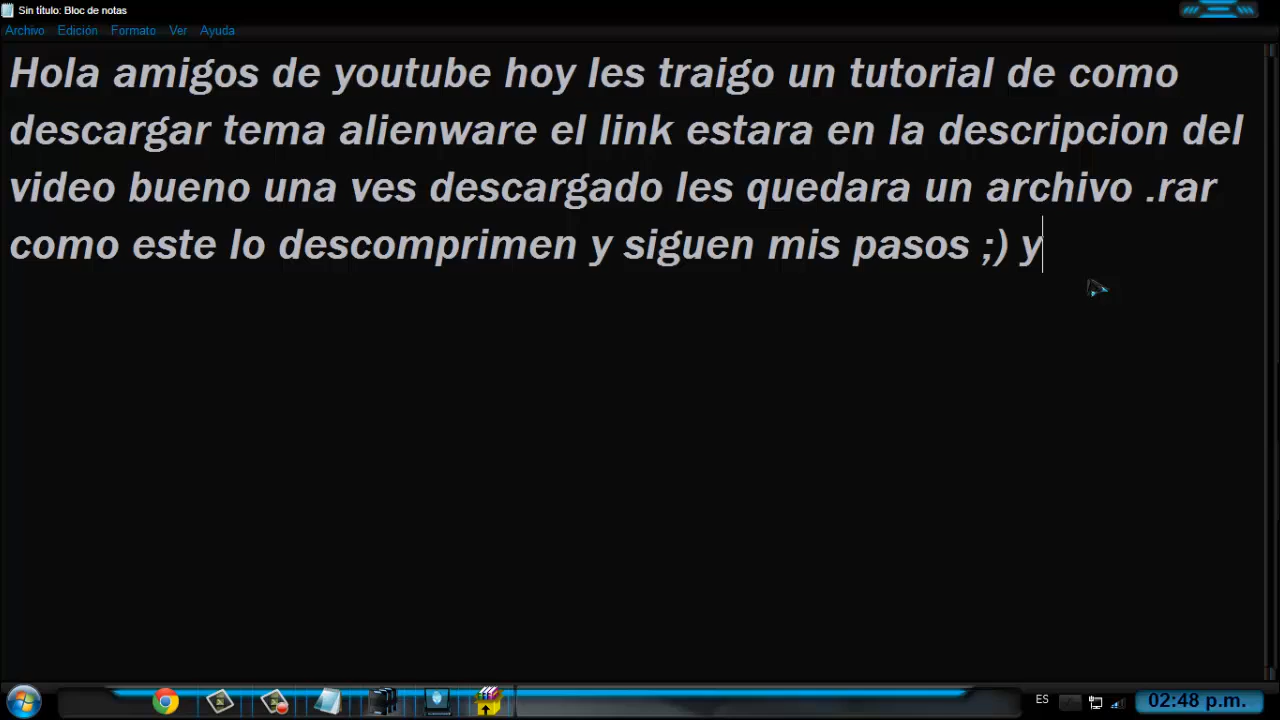 Sin título: Bloc de notas
Archivo Edición Formato Ver Ayuda
Hola amigos de youtube hoy les traigo un tutorial de como
descargar tema alienware el link estara en la descripcion del
video bueno una ves descargado les quedara un archivo .rar
como este lo descomprimen y siguen mis pasos ;) y
ES 02:48 p.m.